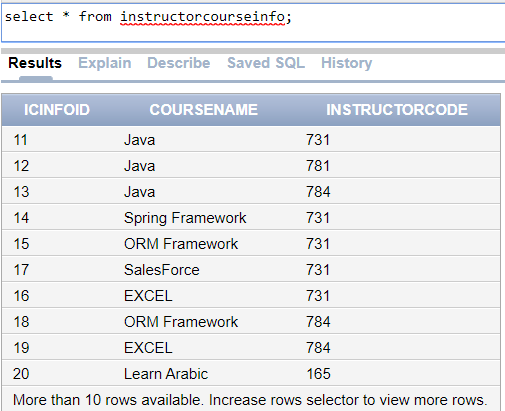 select * from instructorcourseinfo;
Results Explain Describe Saved SQL History
ICINFOID COURSENAME INSTRUCTORCODE
11 Java 731
12 Java 781
13 Java 784
14 Spring Framework 731
15 ORM Framework 731
17 SalesForce 731
16 EXCEL 731
18 ORM Framework 784
19 EXCEL 784
20 Learn Arabic 165
More than 10 rows available. Increase rows selector to view more rows.